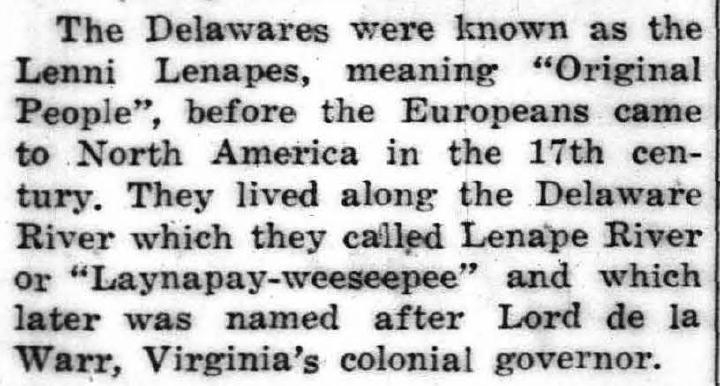 The Delawares were known as the
Lenni Lenapes, meaning “Original
People”, before the Europeans came
to North America in the 17th cen-
tury. They lived along the Delaware
River which they called Lenape River
or “Laynapay-weeseepee” and which
later was named after Lord de la
Warr, Virginia’s colonial governor.